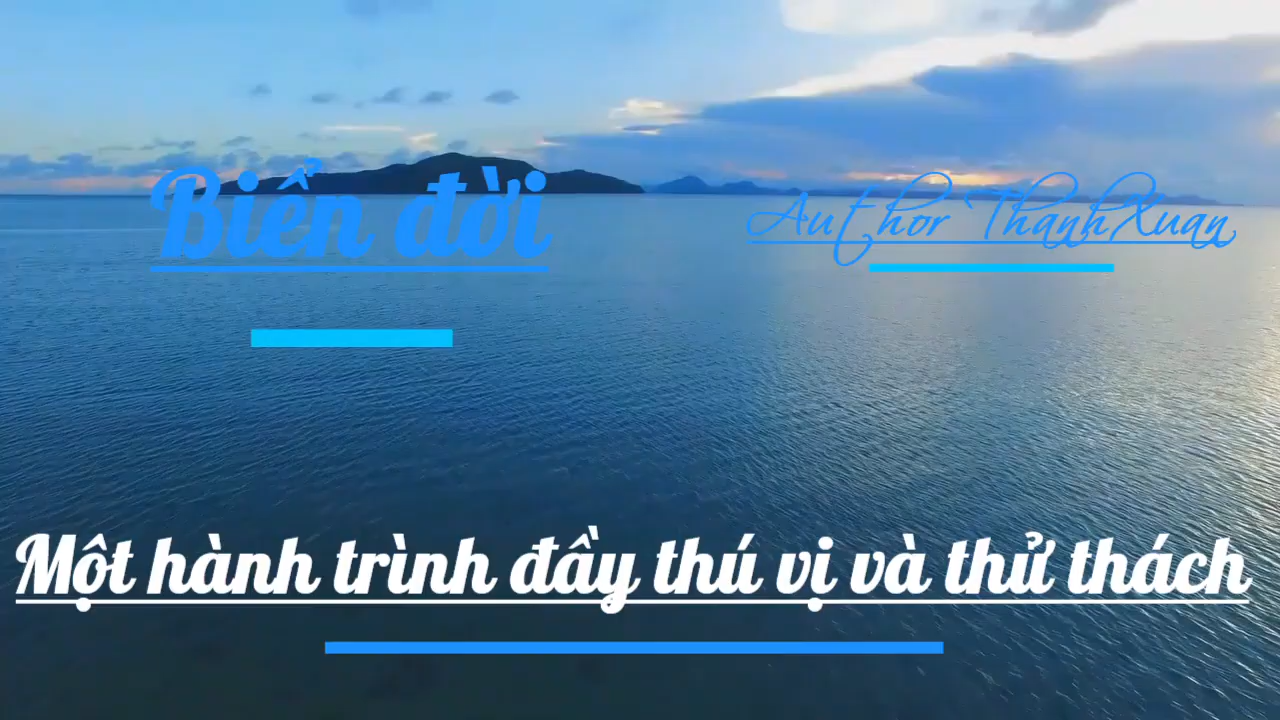 Biển đời
Author ThanhXuan
Một hành trình đầy thú vị và thử thách